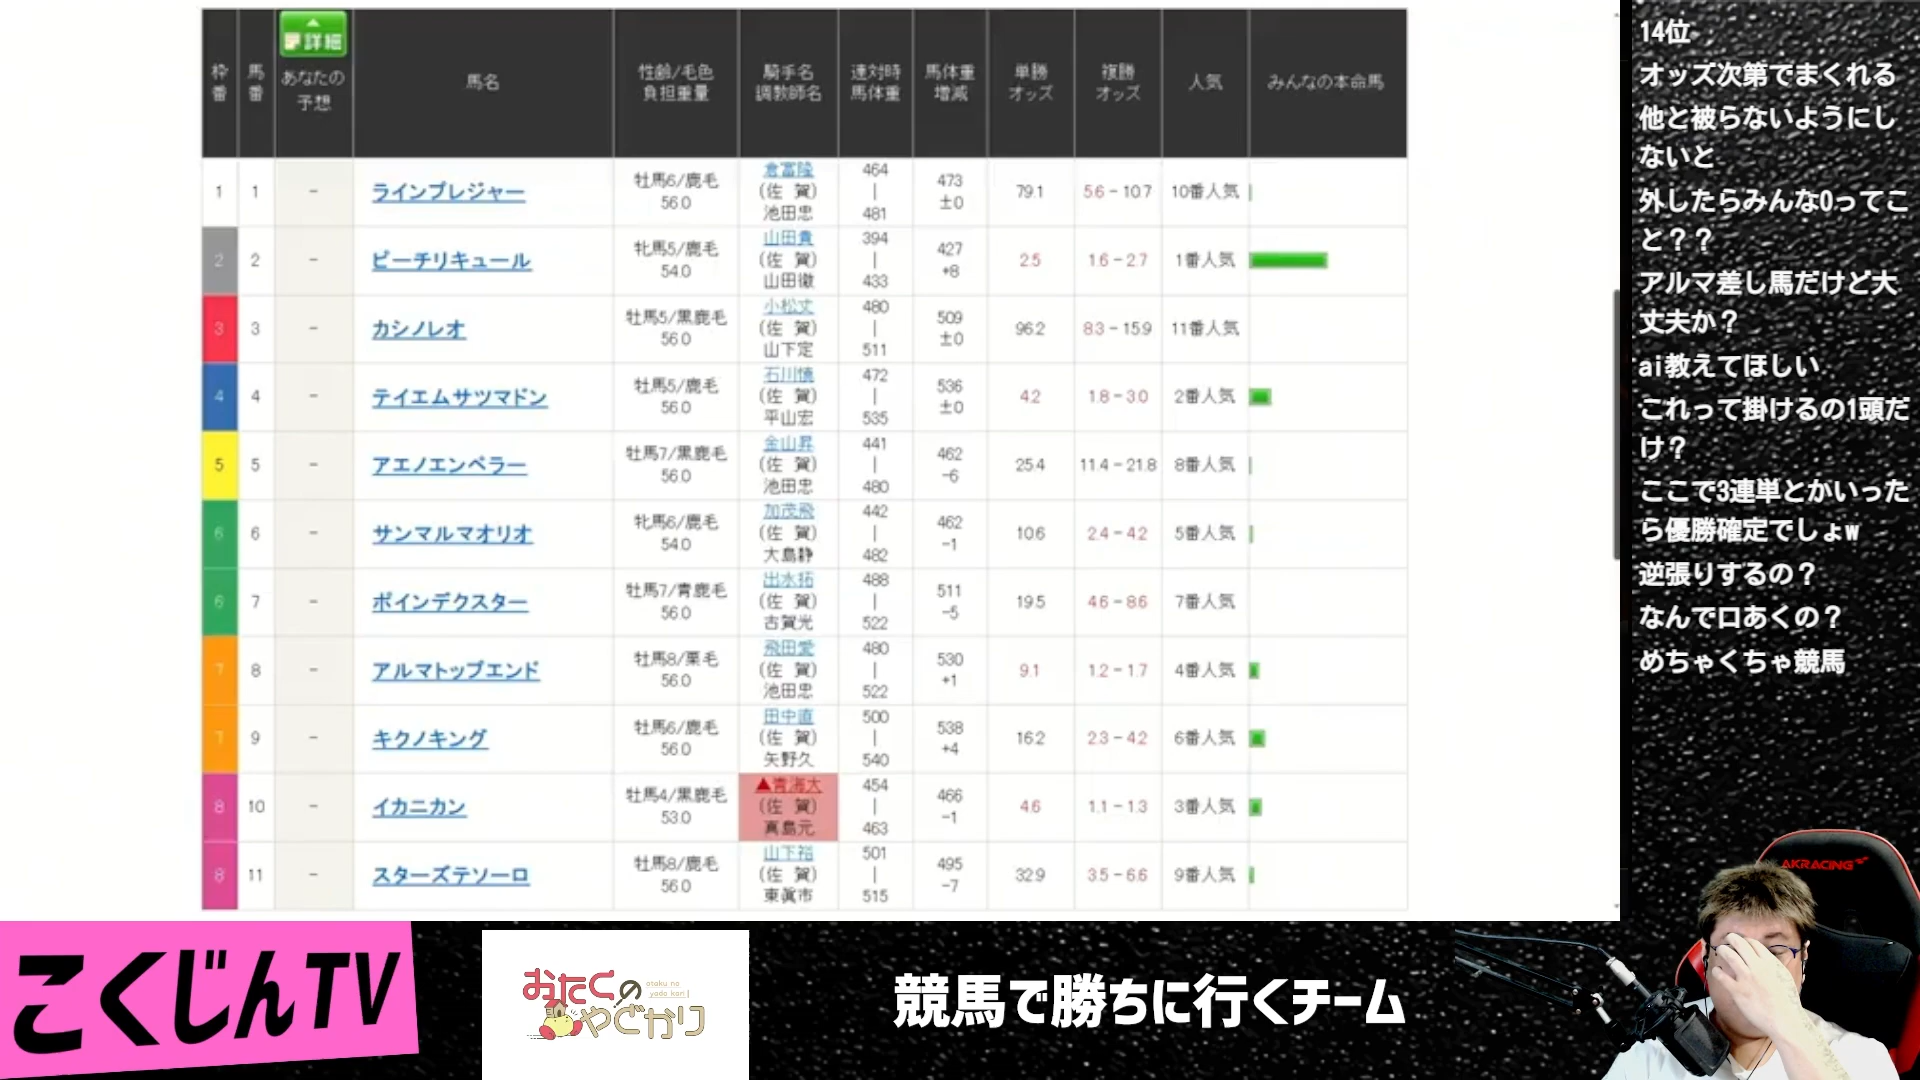 詳細
枠番
馬番
あなたの予想
馬名
性齢/毛色
負担重量
騎手名
調教師名
連対時
馬体重
馬体重
増減
単勝
オッズ
複勝
オッズ
人気
みんなの本命馬
1 1 − ラインプレジャー 牡馬6/鹿毛 56.0 倉富隆 (佐 賀) 池田忠 464 | 481 473 ±0 79.1 5.6 − 10.7 10番人気
2 2 − ピーチリキュール 牝馬5/鹿毛 54.0 山田貴 (佐 賀) 山田徹 394 | 433 427 +8 2.5 1.6 − 2.7 1番人気
3 3 − カシノレオ 牡馬5/黒鹿毛 56.0 小松丈 (佐 賀) 山下定 480 | 511 509 ±0 96.2 8.3 − 15.9 11番人気
4 4 − テイエムサツマドン 牡馬5/鹿毛 56.0 石川慎 (佐 賀) 平山宏 472 | 535 536 ±0 4.2 1.8 − 3.0 2番人気
5 5 − アエノエンペラー 牡馬7/黒鹿毛 56.0 金山昇 (佐 賀) 池田忠 441 | 480 462 −6 25.4 11.4 − 21.8 8番人気
6 6 − サンマルマオリオ 牝馬6/鹿毛 54.0 加茂飛 (佐 賀) 大島静 442 | 482 462 −1 10.6 2.4 − 4.2 5番人気
6 7 − ポインデクスター 牡馬7/青鹿毛 56.0 出水拓 (佐 賀) 古賀光 488 | 522 511 −5 19.5 4.6 − 8.6 7番人気
7 8 − アルマトップエンド 牡馬8/栗毛 56.0 飛田愛 (佐 賀) 池田忠 480 | 522 530 +1 9.1 1.2 − 1.7 4番人気
7 9 − キクノキング 牡馬6/鹿毛 56.0 田中直 (佐 賀) 矢野久 500 | 540 538 +4 16.2 2.3 − 4.2 6番人気
8 10 − イカニカン 牡馬4/黒鹿毛 53.0 ▲青海大 (佐 賀) 真島元 454 | 463 466 −1 4.6 1.1 − 1.3 3番人気
8 11 − スターズテソーロ 牡馬8/鹿毛 56.0 山下裕 (佐 賀) 東眞市 501 | 515 495 −7 32.9 3.5 − 6.6 9番人気
14位
オッズ次第でまくれる
他と被らないようにし
ないと
外したらみんな0ってこ
と？？
アルマ差し馬だけど大
丈夫か？
ai教えてほしい
これって掛けるの1頭だ
け？
ここで3連単とかいった
ら優勝確定でしょw
逆張りするの？
なんで口あくの？
めちゃくちゃ競馬
AKRACING
こくじんTV
おたくの
otaku no
yado kari
やどかり
競馬で勝ちに行くチーム